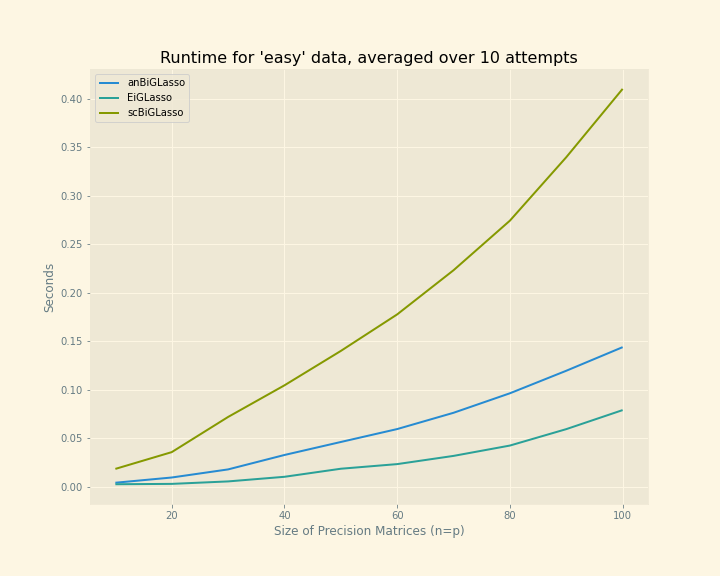 Runtime for 'easy' data, averaged over 10 attempts
anBiGLasso
EiGLasso
scBiGLasso
0.40
0.35
0.30
0.25
0.20
0.15
0.10
0.05
0.00
Seconds
20
40
60
80
100
Size of Precision Matrices (n=p)